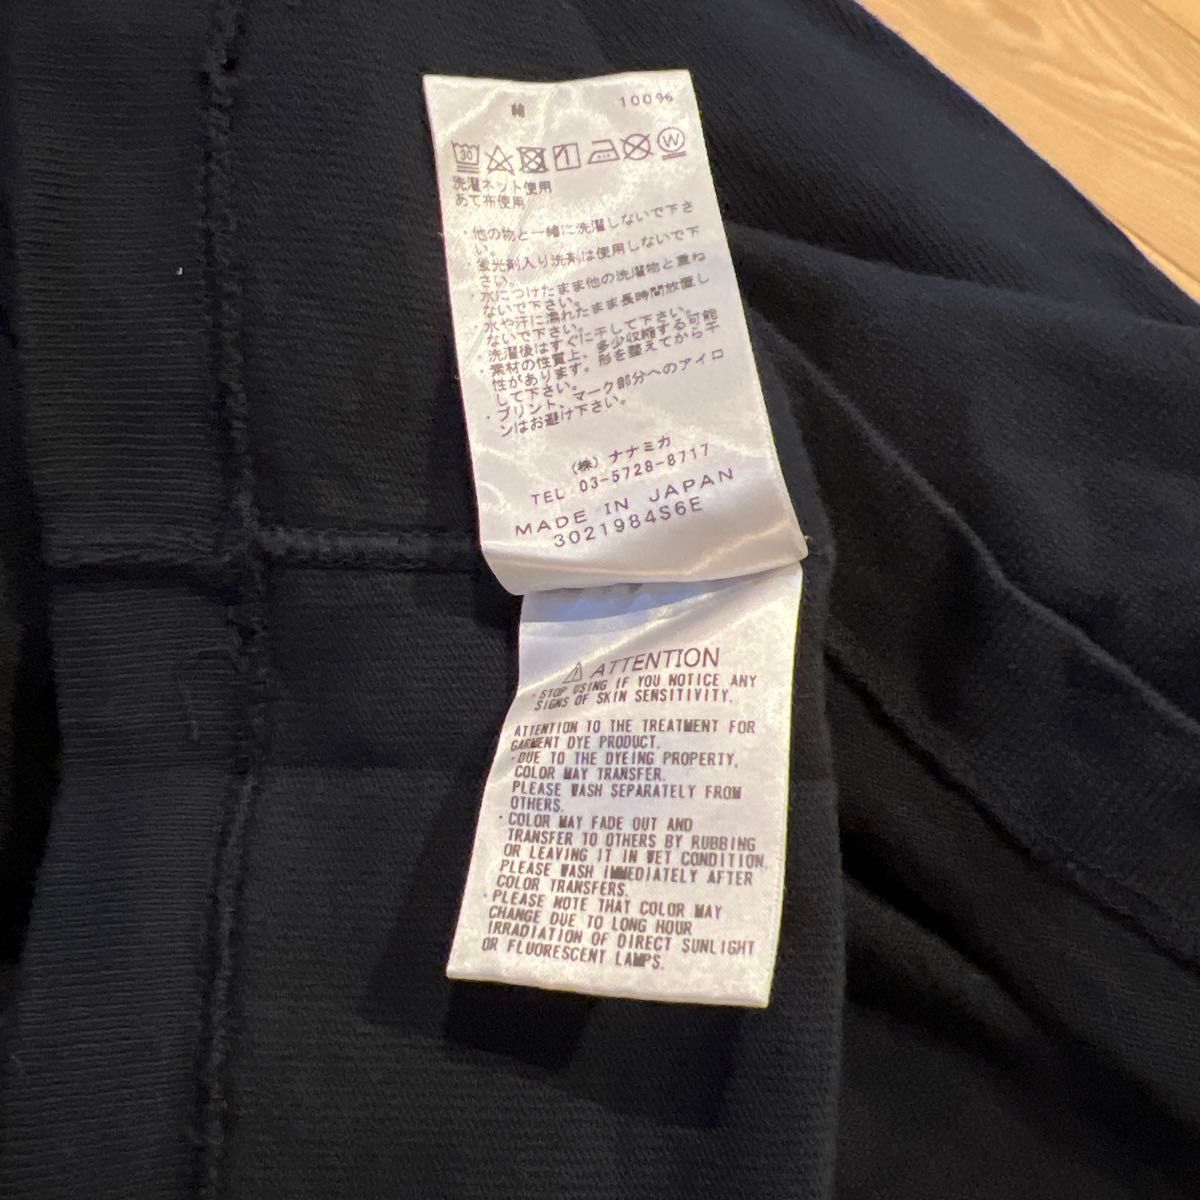 綿 100%
30 W
洗濯ネット使用
あて布使用
・他の物と一緒に洗濯しないで下さ
い。
・蛍光剤入り洗剤は使用しないで下
さい。
・水につけたまま他の洗濯物と重ね
ないで下さい。
・水や汗に濡れたまま長時間放置し
ないで下さい。
・洗濯後はすぐに干して下さい。
・素材の性質上、多少収縮する可能
性があります。形を整えてから干
して下さい。
・プリント、マーク部分へのアイロ
ンはお避け下さい。
(株) ナナミカ
TEL 03-5728-8717
MADE IN JAPAN
3021984S6E
⚠ ATTENTION
・STOP USING IF YOU NOTICE ANY
SIGNS OF SKIN SENSITIVITY.
ATTENTION TO THE TREATMENT FOR
GARMENT DYE PRODUCT.
・DUE TO THE DYEING PROPERTY,
COLOR MAY TRANSFER.
PLEASE WASH SEPARATELY FROM
OTHERS.
・COLOR MAY FADE OUT AND
TRANSFER TO OTHERS BY RUBBING
OR LEAVING IT IN WET CONDITION.
PLEASE WASH IMMEDIATELY AFTER
COLOR TRANSFERS.
・PLEASE NOTE THAT COLOR MAY
CHANGE DUE TO LONG HOUR
IRRADIATION OF DIRECT SUNLIGHT
OR FLUORESCENT LAMPS.